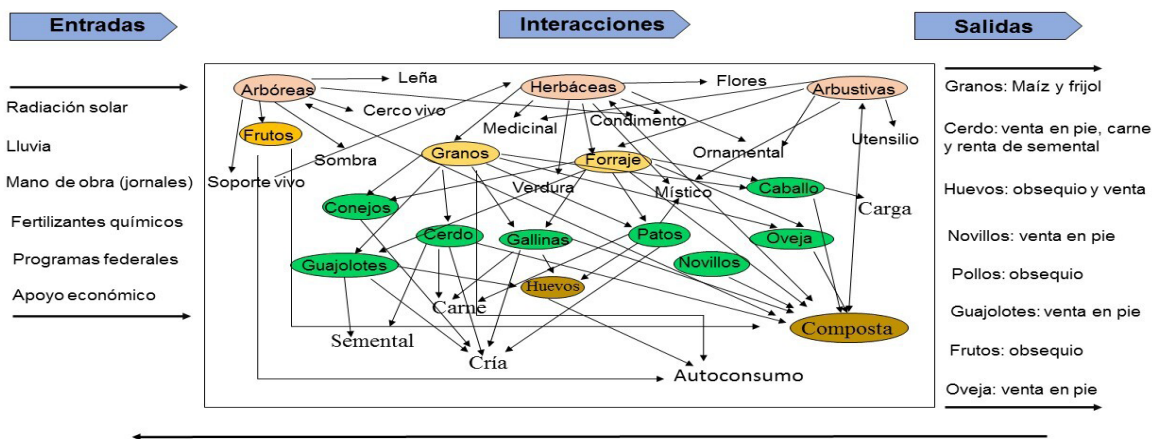 Entradas
Interacciones
Salidas
Radiación solar
Lluvia
Mano de obra (jornales)
Fertilizantes químicos
Programas federales
Apoyo económico
Arbóreas
Leña
Herbáceas
Flores
Arbustivas
Cerco vivo
Medicinal
Condimento
Utensilio
Frutos
Sombra
Granos
Forraje
Ornamental
Soporte vivo
Verdura
Místico
Caballo
Conejos
Carga
Cerdo
Gallinas
Patos
Oveja
Guajolotes
Novillos
Huevos
Carne
Semental
Composta
Cría
Autoconsumo
Granos: Maíz y frijol
Cerdo: venta en pie, carne
y renta de semental
Huevos: obsequio y venta
Novillos: venta en pie
Pollos: obsequio
Guajolotes: venta en pie
Frutos: obsequio
Oveja: venta en pie